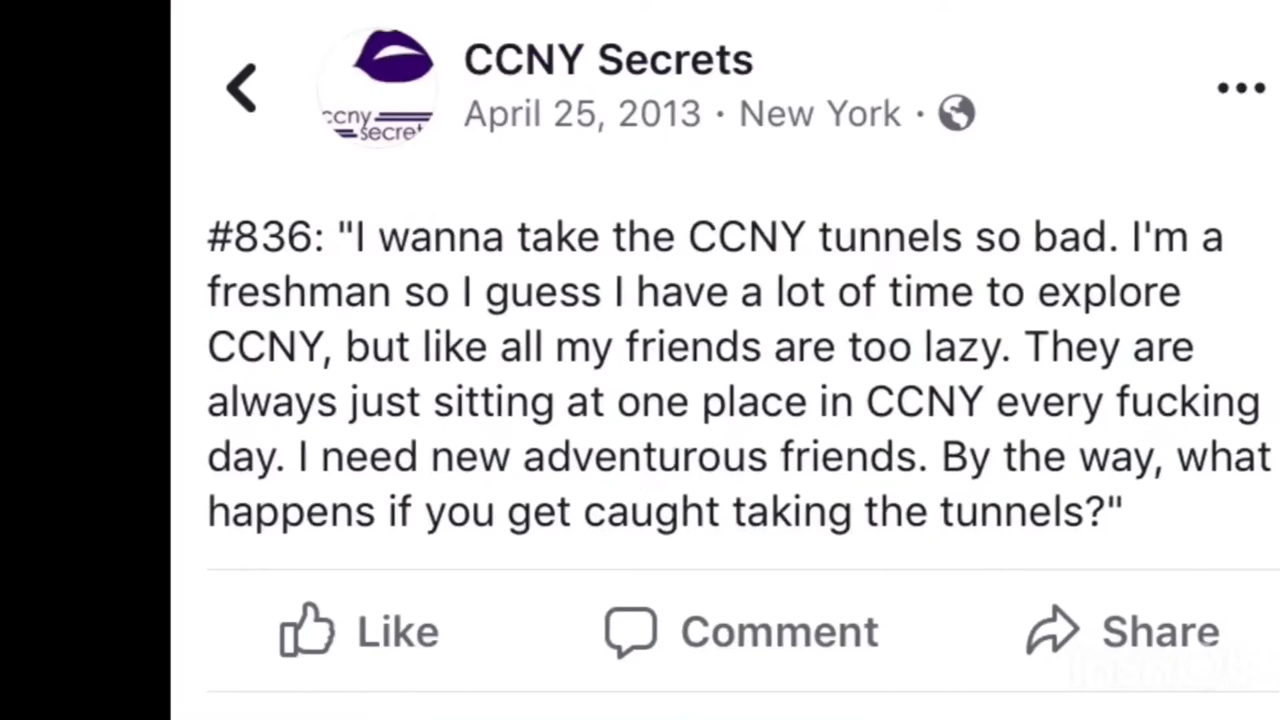 CCNY Secrets
April 25, 2013 · New York ·
ccny
secret
#836: "I wanna take the CCNY tunnels so bad. I'm a
freshman so I guess I have a lot of time to explore
CCNY, but like all my friends are too lazy. They are
always just sitting at one place in CCNY every fucking
day. I need new adventurous friends. By the way, what
happens if you get caught taking the tunnels?"
Like Comment Share